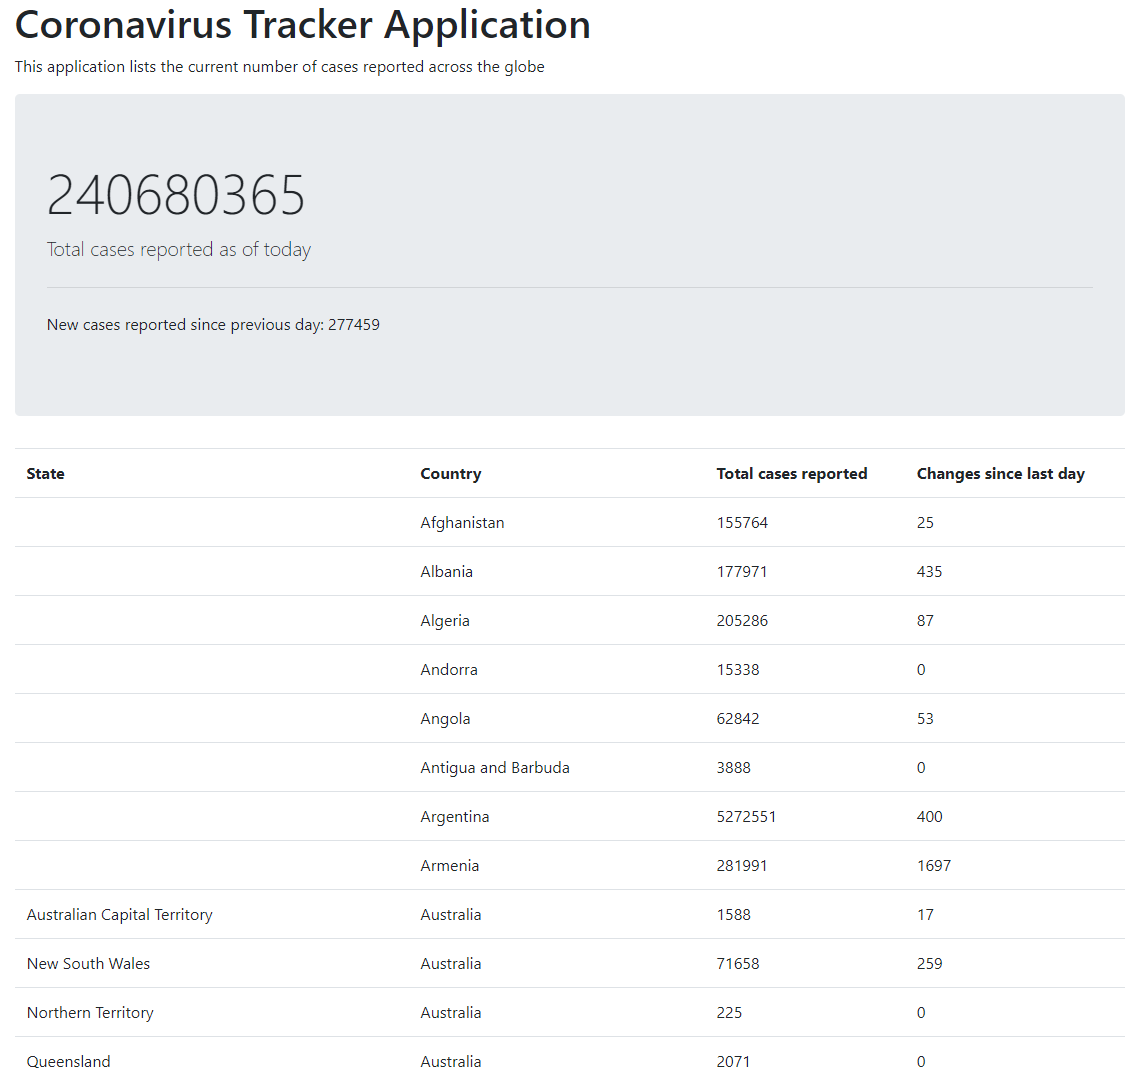 Coronavirus Tracker Application
This application lists the current number of cases reported across the globe
240680365
Total cases reported as of today
New cases reported since previous day: 277459
State Country Total cases reported Changes since last day
Afghanistan 155764 25
Albania 177971 435
Algeria 205286 87
Andorra 15338 0
Angola 62842 53
Antigua and Barbuda 3888 0
Argentina 5272551 400
Armenia 281991 1697
Australian Capital Territory Australia 1588 17
New South Wales Australia 71658 259
Northern Territory Australia 225 0
Queensland Australia 2071 0